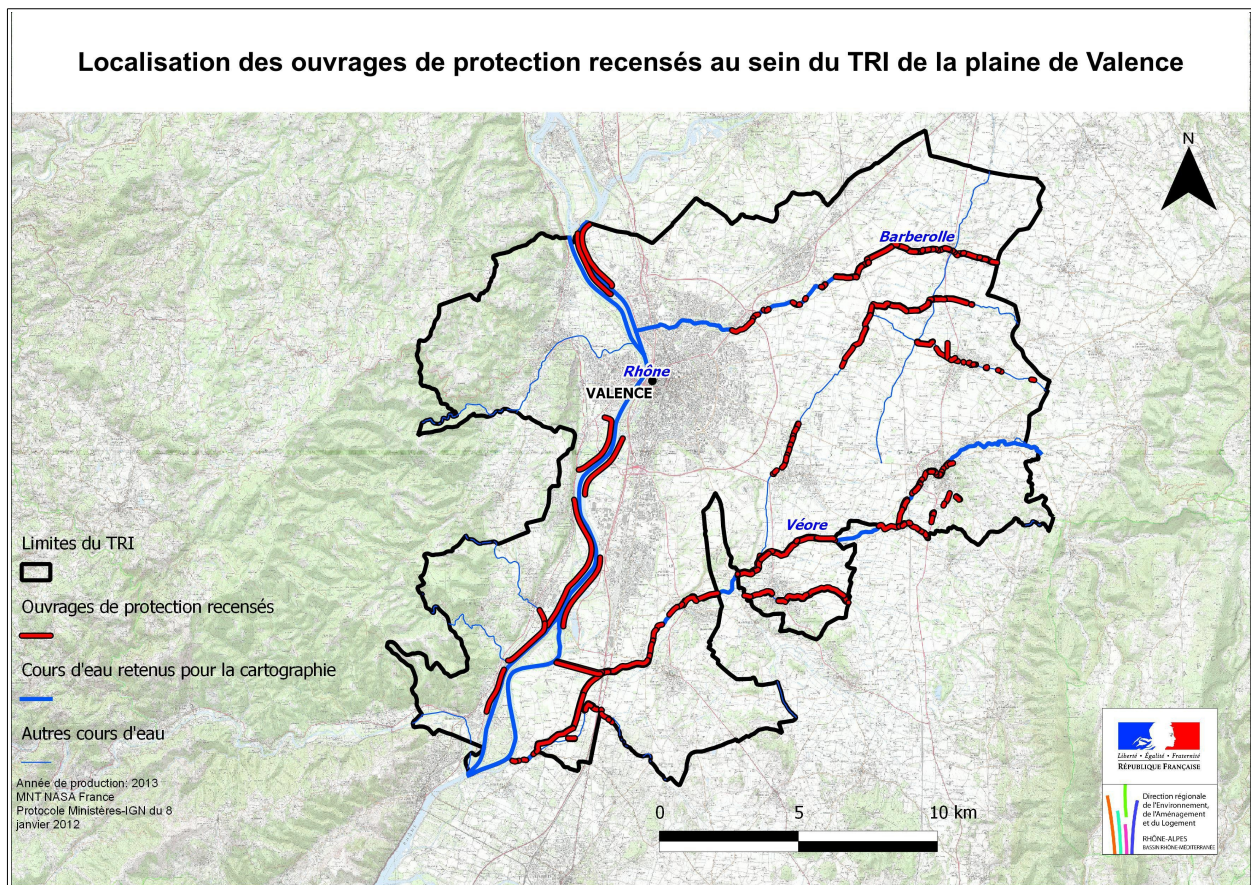 Localisation des ouvrages de protection recensés au sein du TRI de la plaine de Valence
N
Barberolle
Rhône
VALENCE
Véore
Limites du TRI
Ouvrages de protection recensés
Cours d'eau retenus pour la cartographie
Autres cours d'eau
Année de production: 2013
MNT NASA France
Protocole Ministères-IGN du 8
janvier 2012
0 5 10 km
Liberté • Égalité • Fraternité
RÉPUBLIQUE FRANÇAISE
Direction régionale
de l'Environnement,
de l'Aménagement
et du Logement
RHÔNE-ALPES
BASSIN RHÔNE-MÉDITERRANÉE